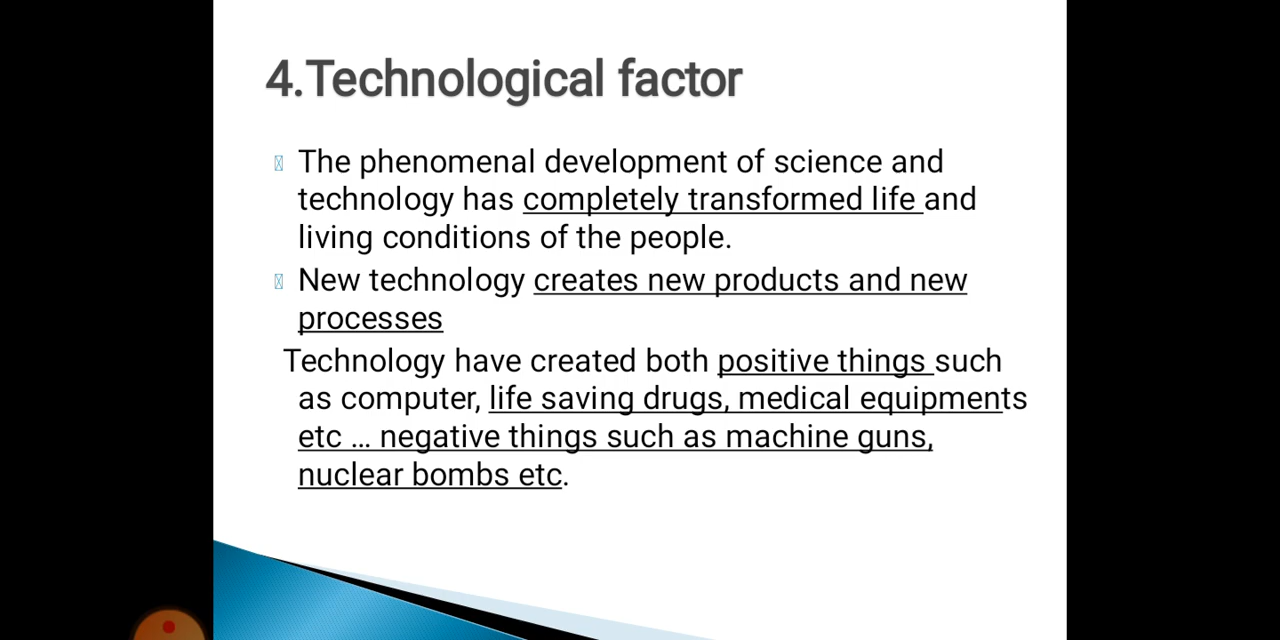 4.Technological factor
The phenomenal development of science and
technology has completely transformed life and
living conditions of the people.
New technology creates new products and new
processes
Technology have created both positive things such
as computer, life saving drugs, medical equipments
etc ... negative things such as machine guns,
nuclear bombs etc.